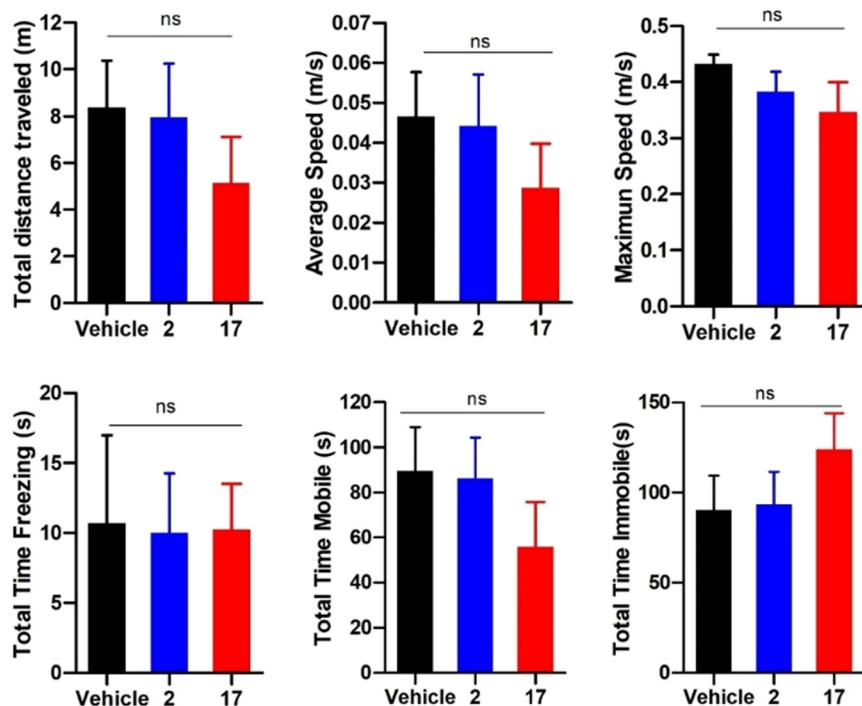 Total distance traveled (m)
12
10
8
6
4
2
0
ns
Vehicle 2 17
Average Speed (m/s)
0.07
0.06
0.05
0.04
0.03
0.02
0.01
0.00
ns
Vehicle 2 17
Maximun Speed (m/s)
0.5
0.4
0.3
0.2
0.1
0.0
ns
Vehicle 2 17
Total Time Freezing (s)
20
15
10
5
0
ns
Vehicle 2 17
Total Time Mobile (s)
120
100
80
60
40
20
0
ns
Vehicle 2 17
Total Time Immobile(s)
150
100
50
0
ns
Vehicle 2 17